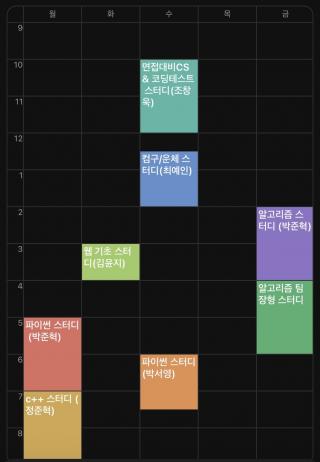 월 화 수 목 금
9
10
면접대비CS
& 코딩테스트
스터디(조창
욱)
11
12
컴구/운체 스
터디(최예인)
1
2
알고리즘 스
터디 (박준혁)
3
웹 기초 스터
디(김윤지)
4
알고리즘 팀
장형 스터디
5
파이썬 스터디
(박준혁)
6
파이썬 스터디
(박서영)
7
c++ 스터디 (
정준혁)
8